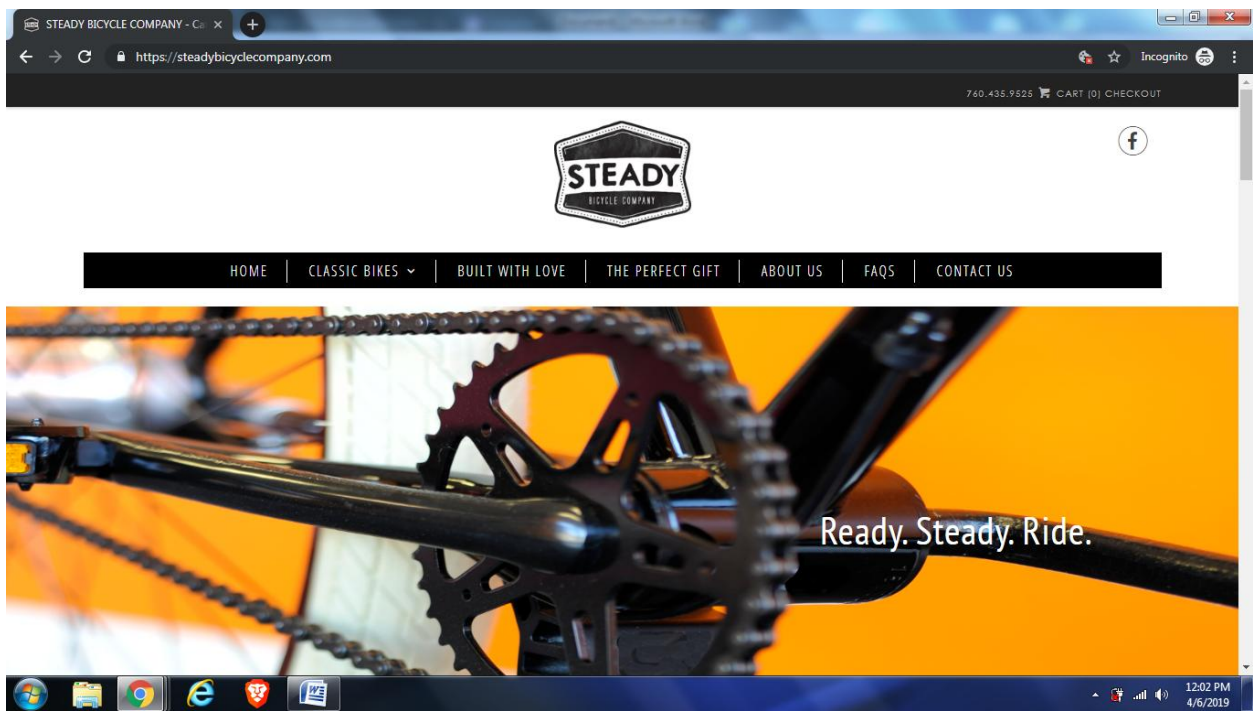 STEADY BICYCLE COMPANY - Ca
https://steadybicyclecompany.com
Incognito
760.435.9525 CART (0) CHECKOUT
STEADY
BICYCLE COMPANY
HOME
CLASSIC BIKES
BUILT WITH LOVE
THE PERFECT GIFT
ABOUT US
FAQS
CONTACT US
Ready. Steady. Ride.
12:02 PM
4/6/2019